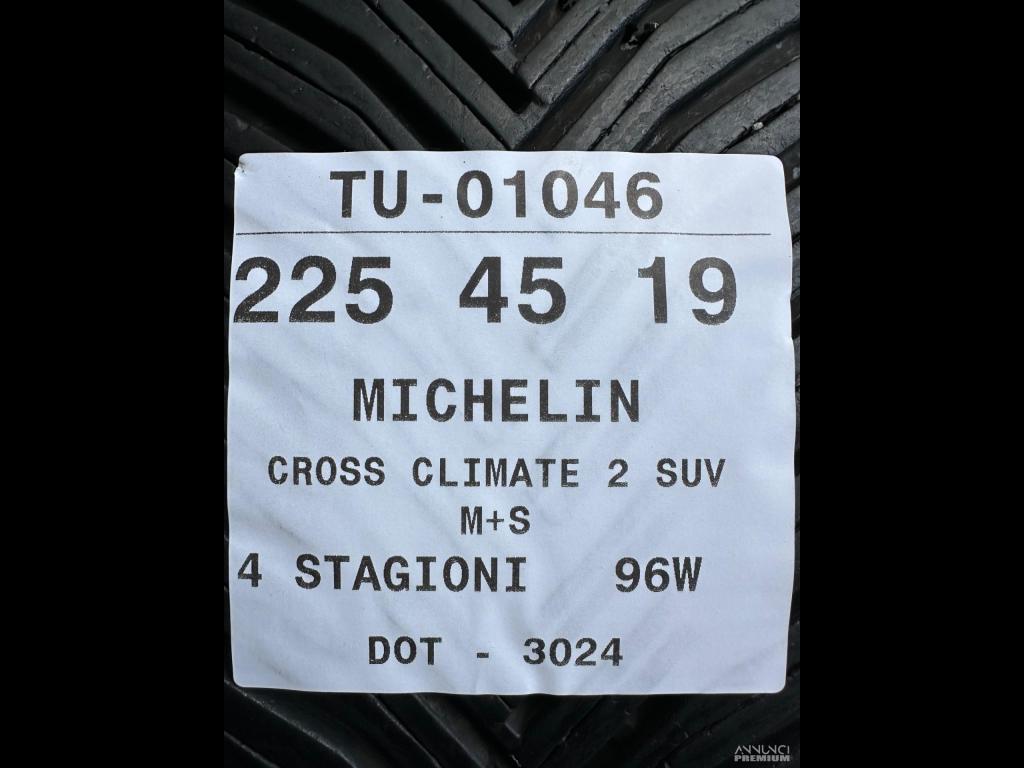 TU-01046
225 45 19
MICHELIN
CROSS CLIMATE 2 SUV
M+S
4 STAGIONI 96W
DOT - 3024
ANNUNCI
PREMIUM